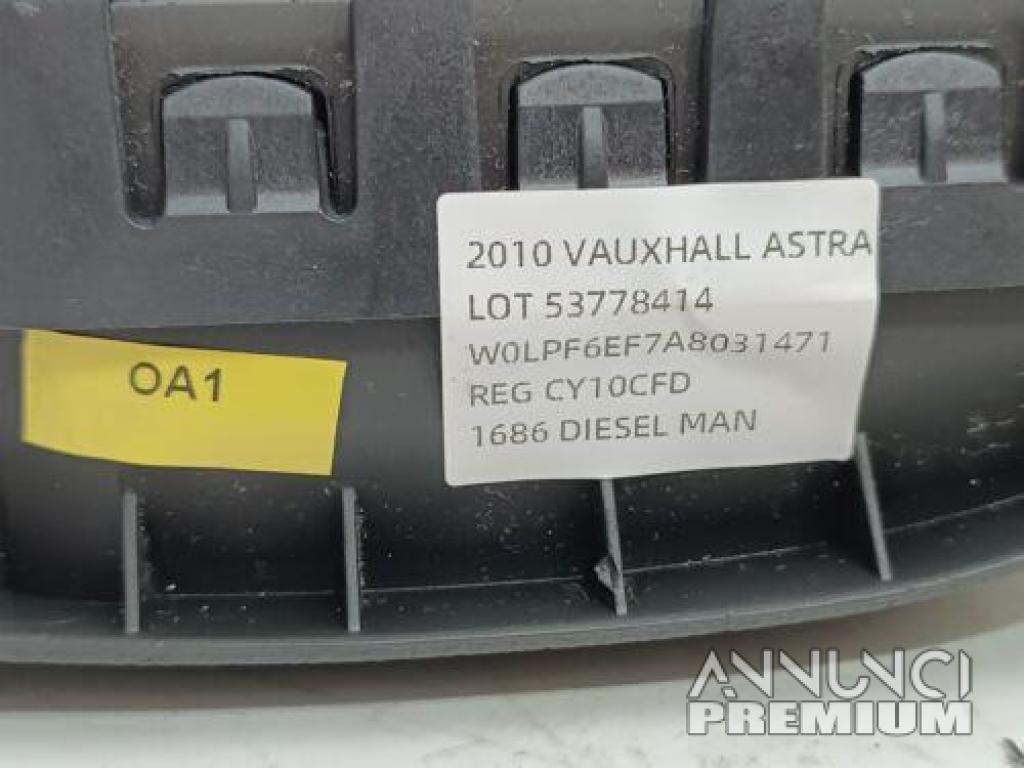 2010 VAUXHALL ASTRA
LOT 53778414
W0LPF6EF7A8031471
REG CY10CFD
1686 DIESEL MAN
OA1
ANNUNCI
PREMIUM